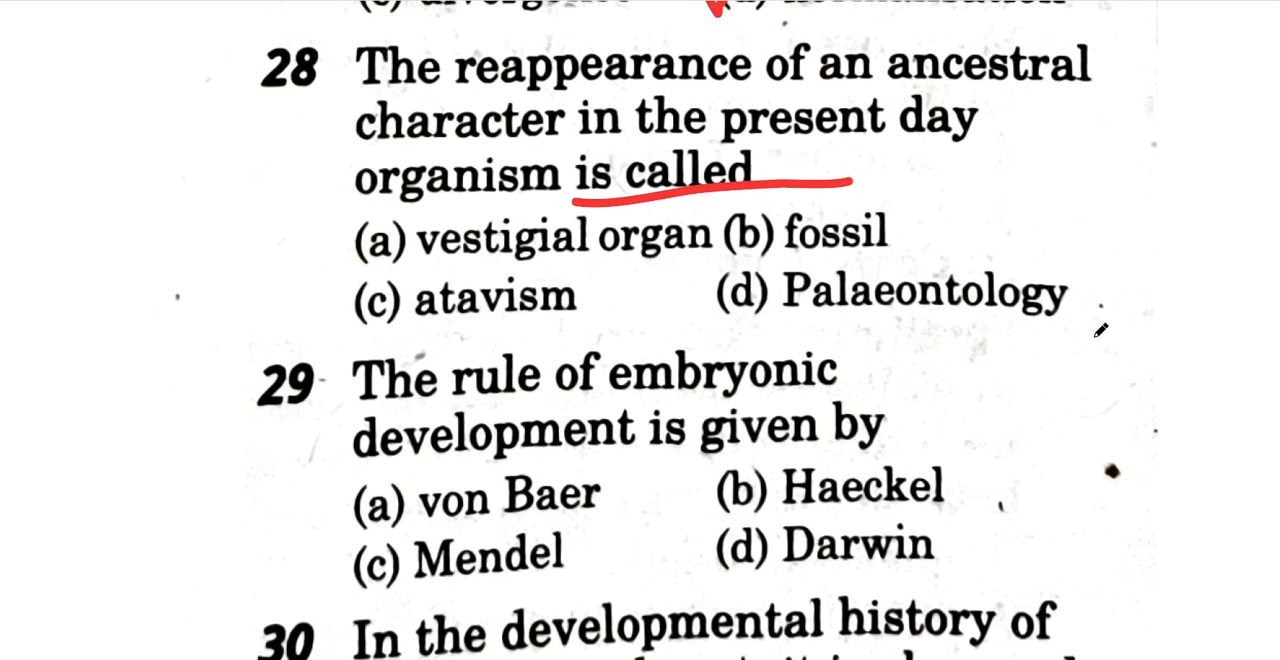 28 The reappearance of an ancestral
character in the present day
organism is called
(a) vestigial organ (b) fossil
(c) atavism (d) Palaeontology
29 The rule of embryonic
development is given by
(a) von Baer (b) Haeckel
(c) Mendel (d) Darwin
30 In the developmental history of